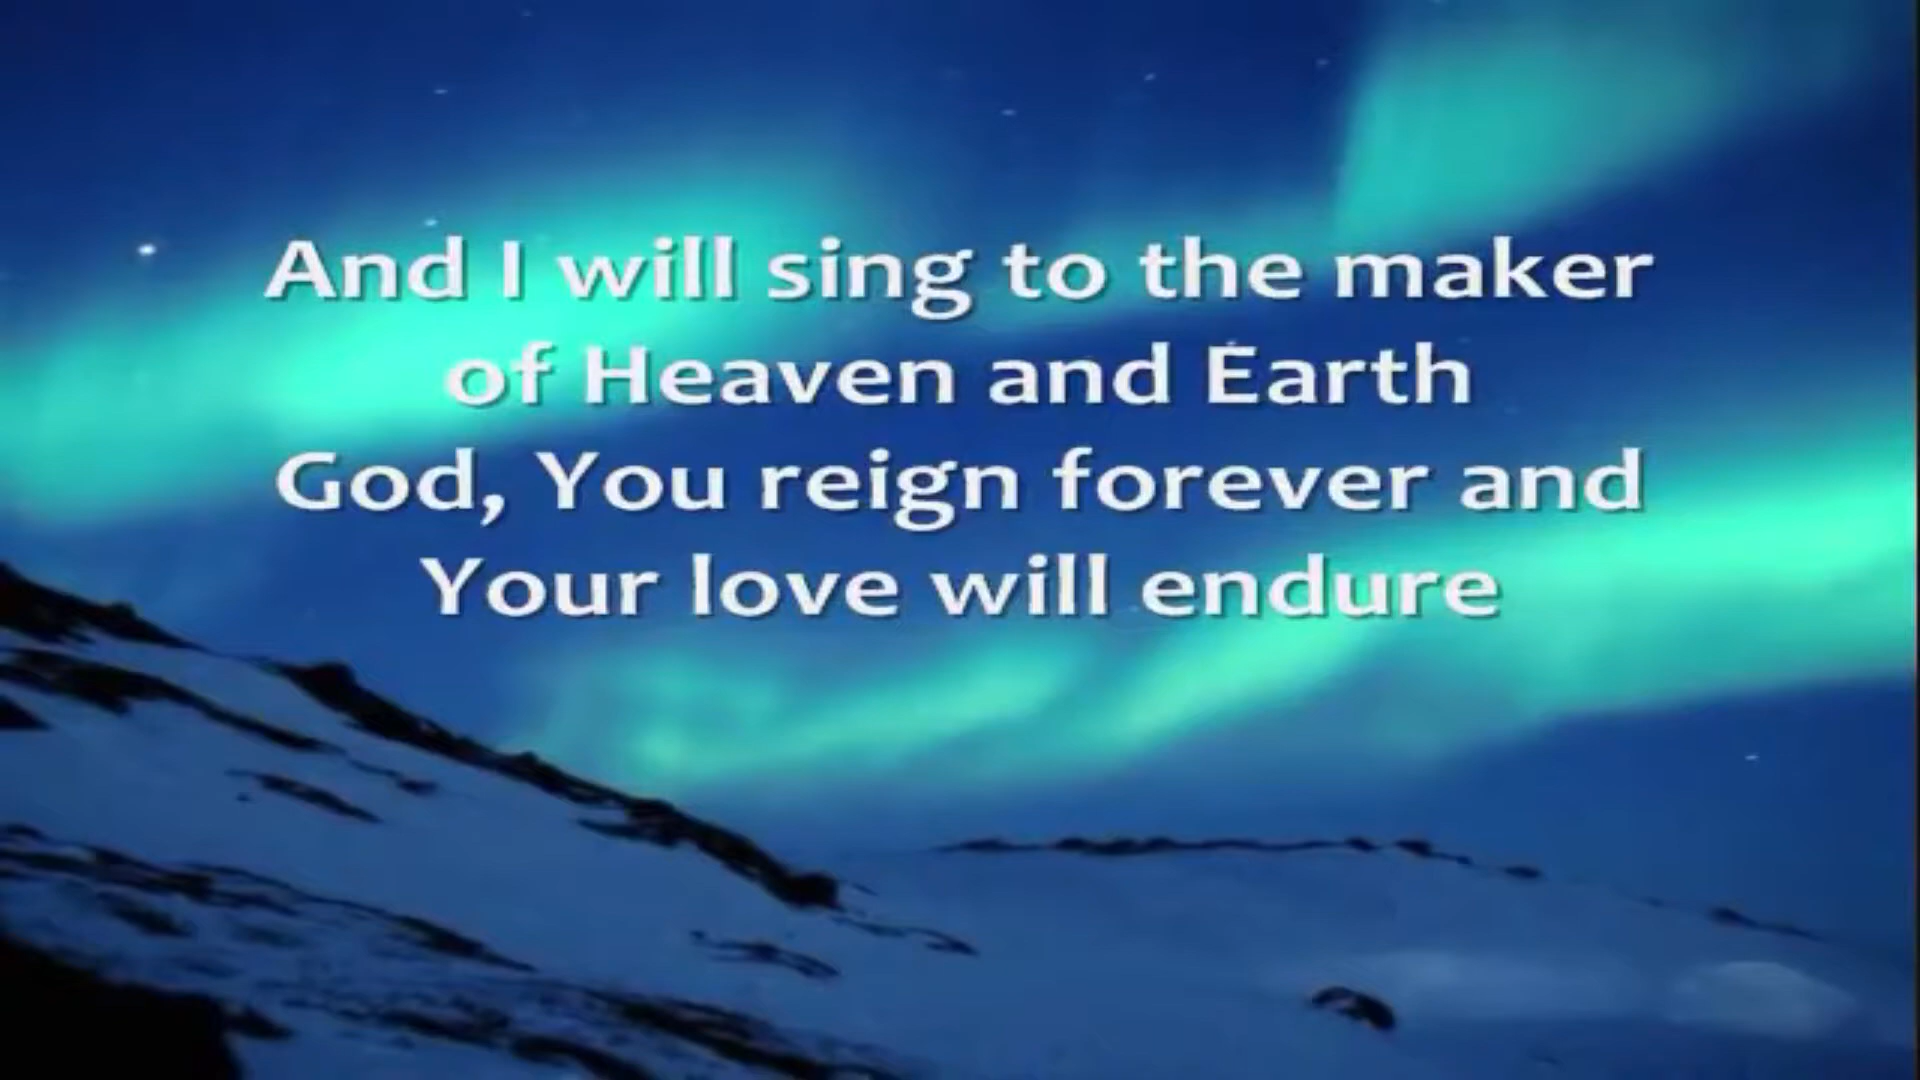 And I will sing to the maker
of Heaven and Earth
God, You reign forever and
Your love will endure